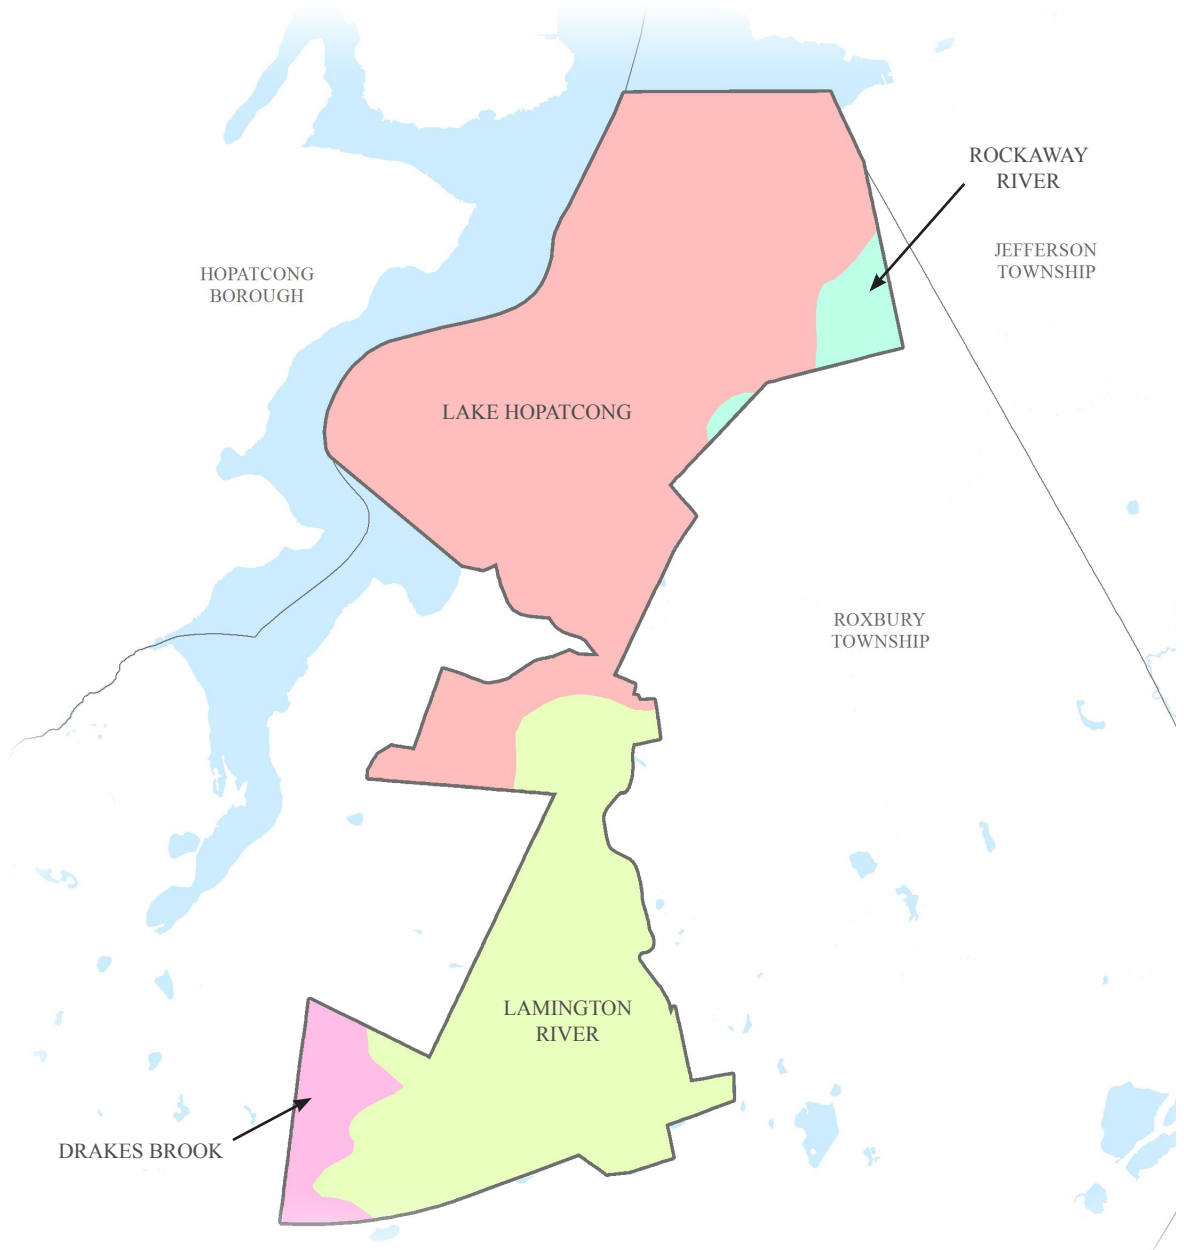 ROCKAWAY
RIVER
JEFFERSON
TOWNSHIP
HOPATCONG
BOROUGH
LAKE HOPATCONG
ROXBURY
TOWNSHIP
LAMINGTON
RIVER
DRAKES BROOK